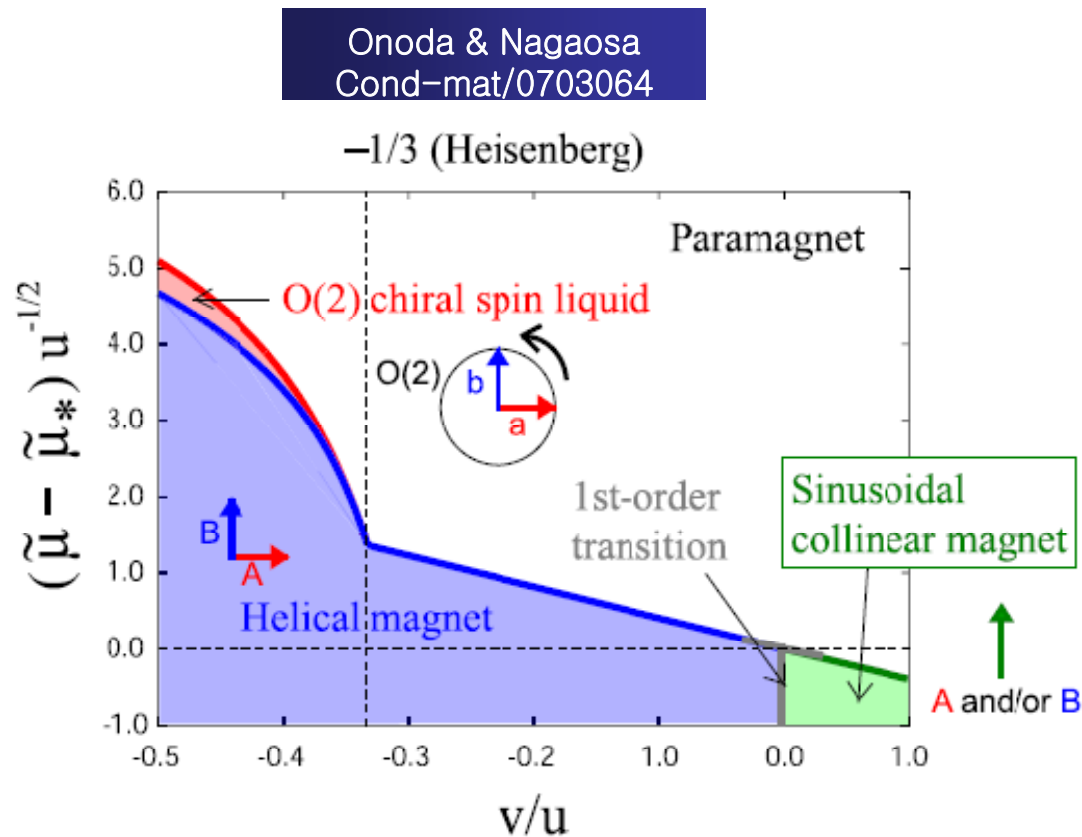 Onoda & Nagaosa
Cond-mat/0703064
−1/3 (Heisenberg)
6.0
5.0
4.0
3.0
2.0
1.0
0.0
-1.0
(μ̃ − μ̃*) u^-1/2
Paramagnet
O(2) chiral spin liquid
O(2)
b
a
1st-order
transition
Sinusoidal
collinear magnet
B
A
Helical magnet
A and/or B
-0.5 -0.4 -0.3 -0.2 1.0 0.0 1.0
v/u